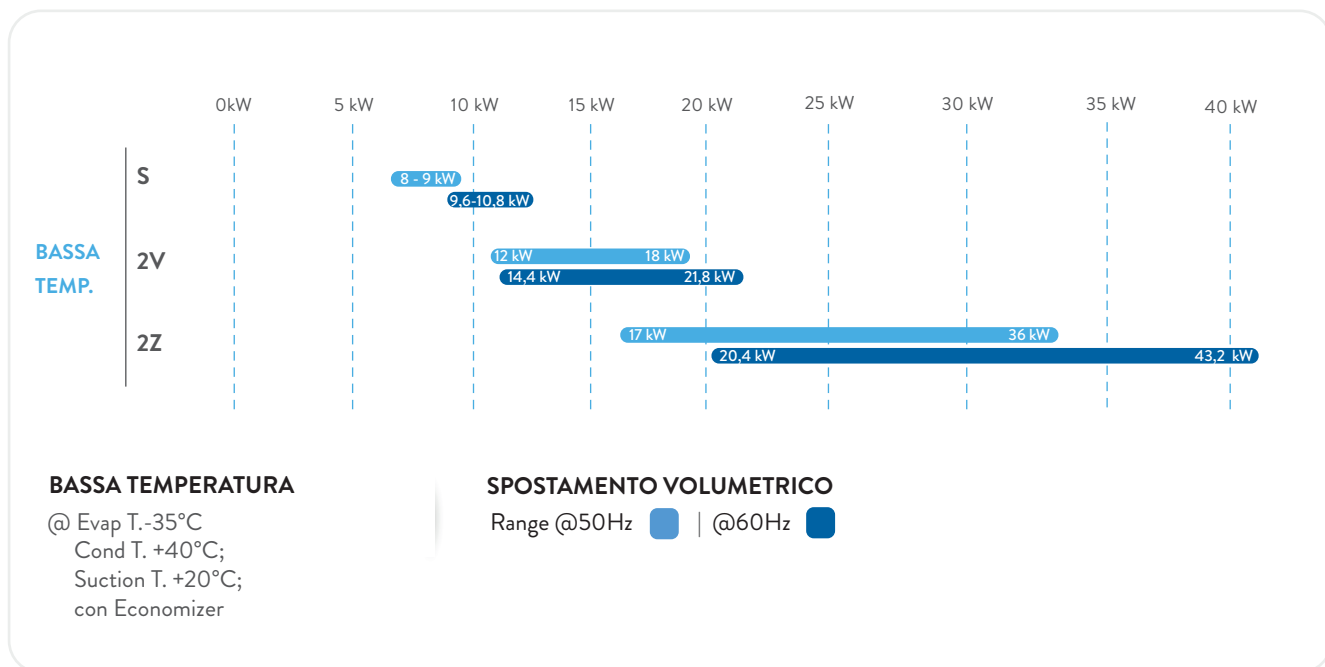 0kW 5 kW 10 kW 15 kW 20 kW 25 kW 30 kW 35 kW 40 kW
BASSA
TEMP.
S
8 - 9 kW
9,6-10,8 kW
2V
12 kW 18 kW
14,4 kW 21,8 kW
2Z
17 kW 36 kW
20,4 kW 43,2 kW
BASSA TEMPERATURA
@ Evap T.-35°C
Cond T. +40°C;
Suction T. +20°C;
con Economizer
SPOSTAMENTO VOLUMETRICO
Range @50Hz | @60Hz